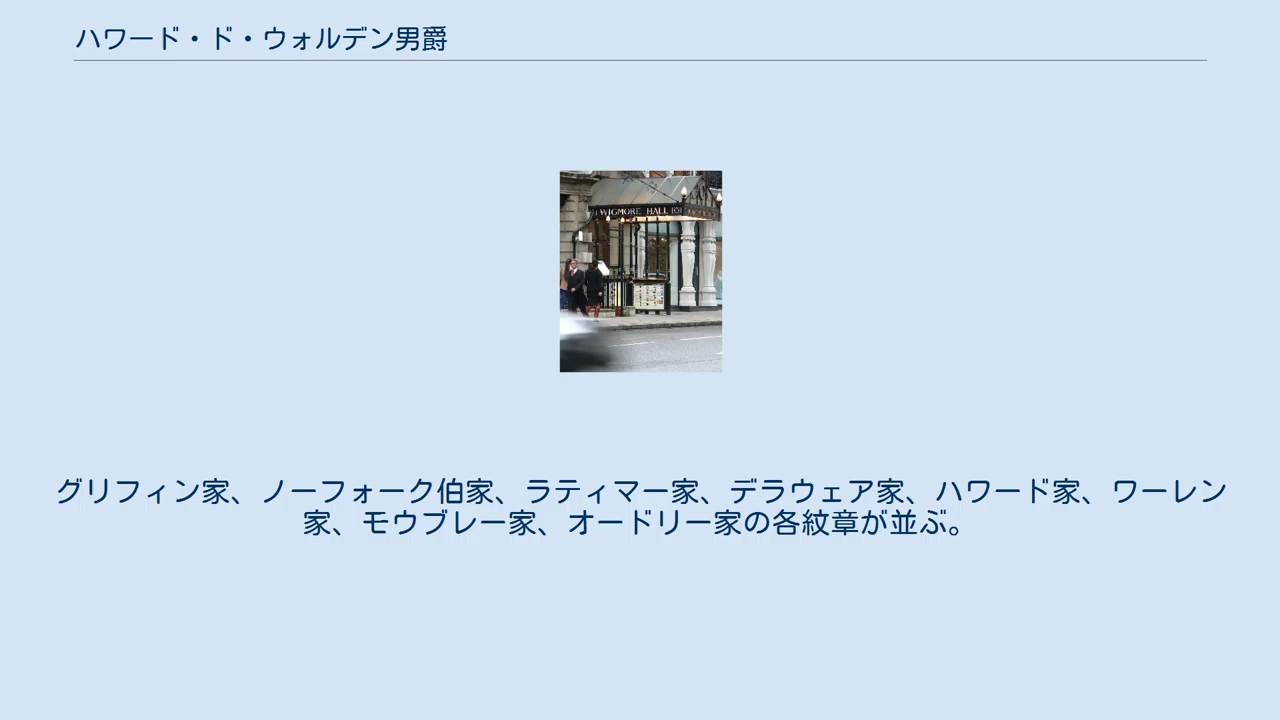 ハワード・ド・ウォルデン男爵
WIGMORE HALL
グリフィン家、ノーフォーク伯家、ラティマー家、デラウェア家、ハワード家、ワーレン
家、モウブレー家、オードリー家の各紋章が並ぶ。